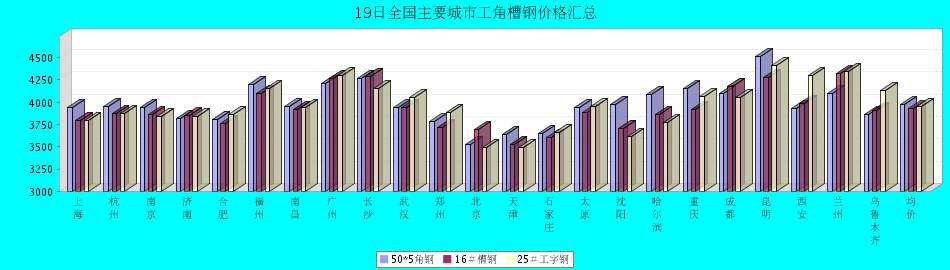 19日全国主要城市工角槽钢价格汇总
4500
4250
4000
3750
3500
3250
3000
上海
杭州
南京
济南
合肥
福州
南昌
广州
长沙
武汉
郑州
北京
天津
石家庄
太原
沈阳
哈尔滨
重庆
成都
昆明
西安
兰州
乌鲁木齐
均价
50*5角钢 16#槽钢 25#工字钢